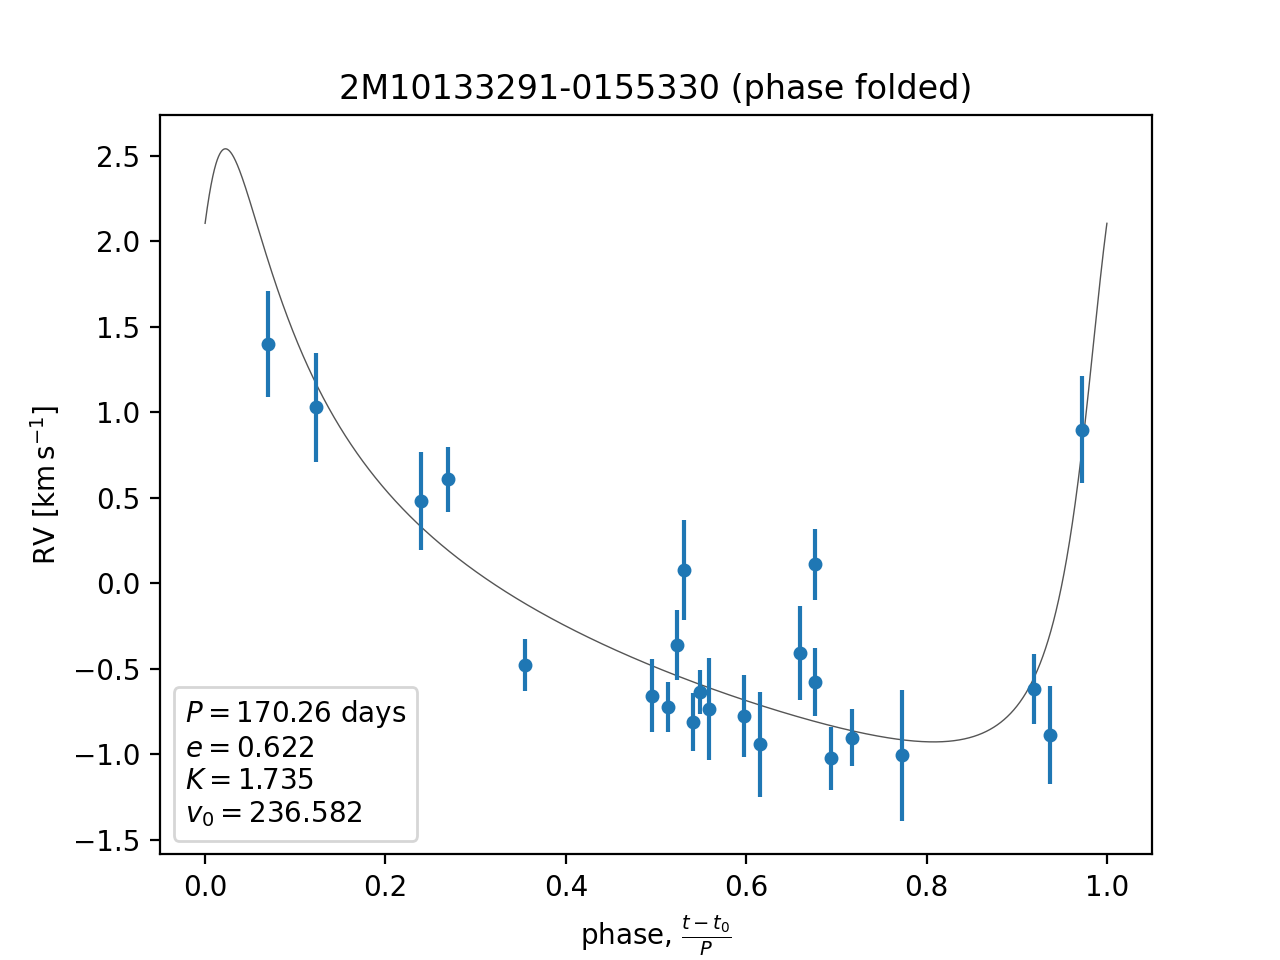 2M10133291-0155330 (phase folded)
RV [km s⁻¹]
2.5
2.0
1.5
1.0
0.5
0.0
−0.5
−1.0
−1.5
P = 170.26 days
e = 0.622
K = 1.735
v₀ = 236.582
0.0 0.2 0.4 0.6 0.8 1.0
phase, (t − t₀)/P